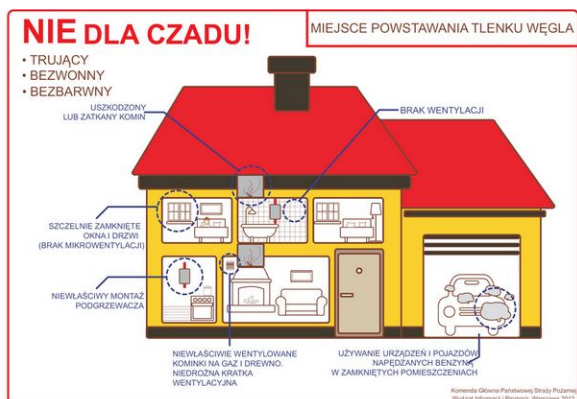 NIE DLA CZADU!
MIEJSCE POWSTAWANIA TLENKU WĘGLA
• TRUJĄCY
• BEZWONNY
• BEZBARWNY
USZKODZONY
LUB ZATKANY KOMIN
BRAK WENTYLACJI
SZCZELNIE ZAMKNIĘTE
OKNA I DRZWI
(BRAK MIKROWENTYLACJI)
NIEWŁAŚCIWY MONTAŻ
PODGRZEWACZA
NIEWŁAŚCIWIE WENTYLOWANE
KOMINKI NA GAZ I DREWNO.
NIEDROŻNA KRATKA
WENTYLACYJNA
UŻYWANIE URZĄDZEŃ I POJAZDÓW
NAPĘDZANYCH BENZYNĄ
W ZAMKNIĘTYCH POMIESZCZENIACH
Komenda Główna Państwowej Straży Pożarnej